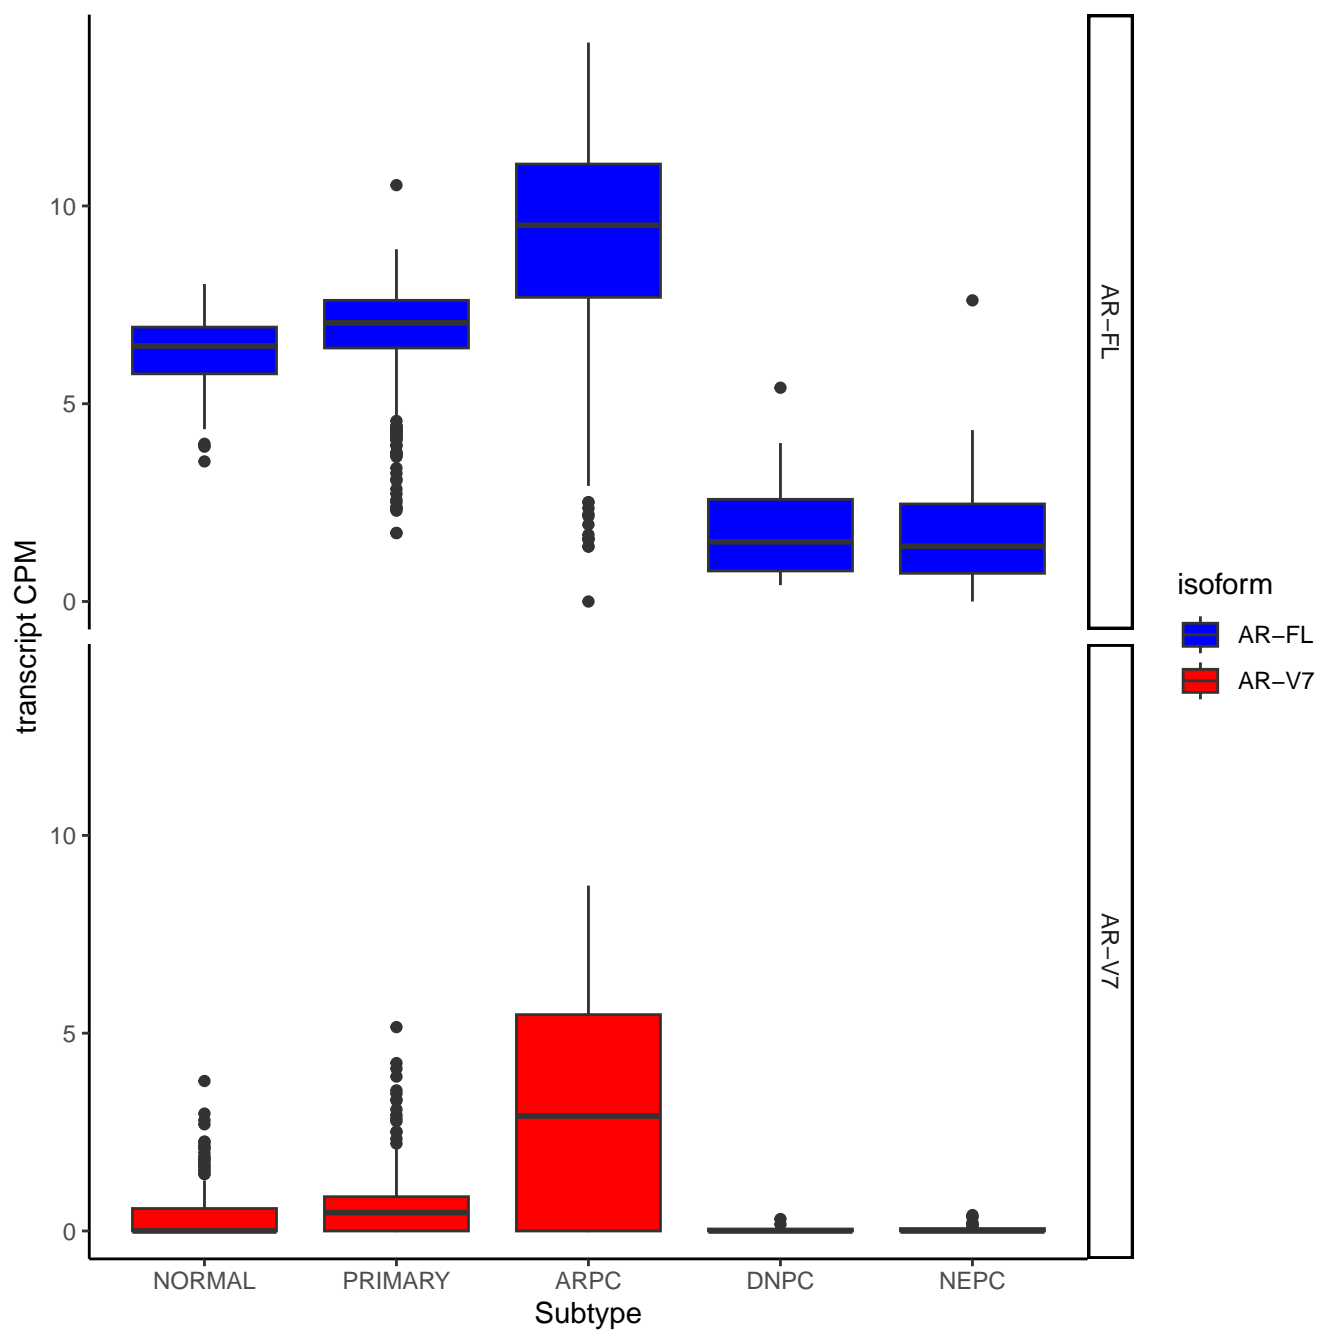 10
5
0
AR−FL
10
5
0
AR−V7
transcript CPM
NORMAL PRIMARY ARPC DNPC NEPC
Subtype
isoform
AR−FL
AR−V7